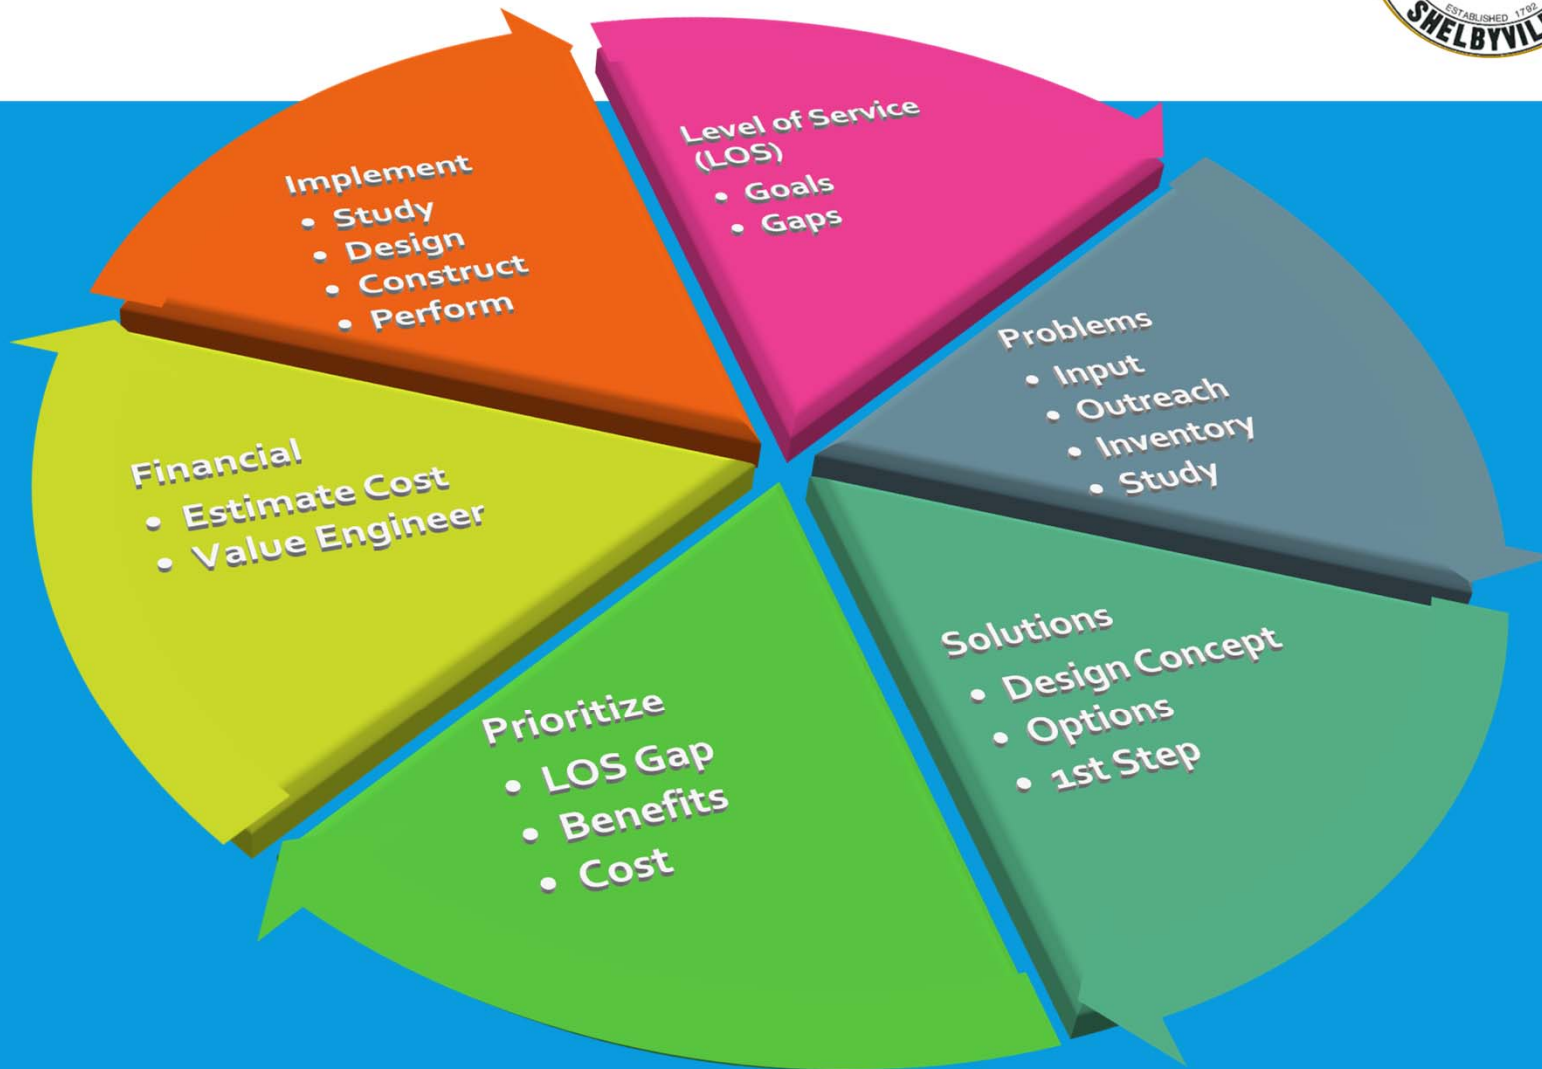 ESTABLISHED 1792
Level of Service
(LOS)
• Goals
• Gaps
Problems
• Input
• Outreach
• Inventory
• Study
Solutions
• Design Concept
• Options
• 1st Step
Prioritize
• LOS Gap
• Benefits
• Cost
Financial
• Estimate Cost
• Value Engineer
Implement
• Study
• Design
• Construct
• Perform